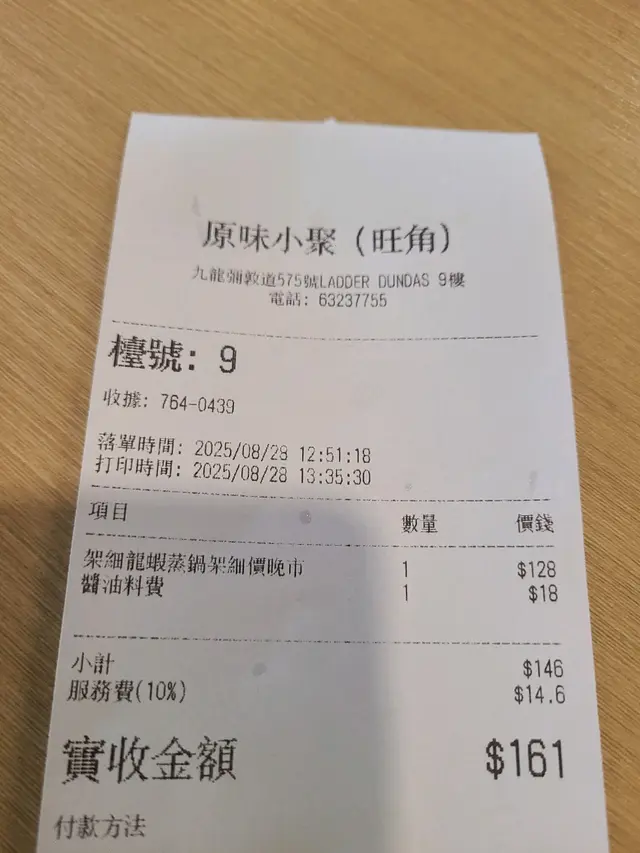 原味小聚 (旺角)
九龍彌敦道575號LADDER DUNDAS 9樓
電話: 63237755
檯號: 9
收據: 764-0439
落單時間: 2025/08/28 12:51:18
打印時間: 2025/08/28 13:35:30
項目 數量 價錢
架細龍蝦蒸鍋架細價晚市 1 $128
醬油料費 1 $18
小計 $146
服務費(10%) $14.6
實收金額 $161
付款方法